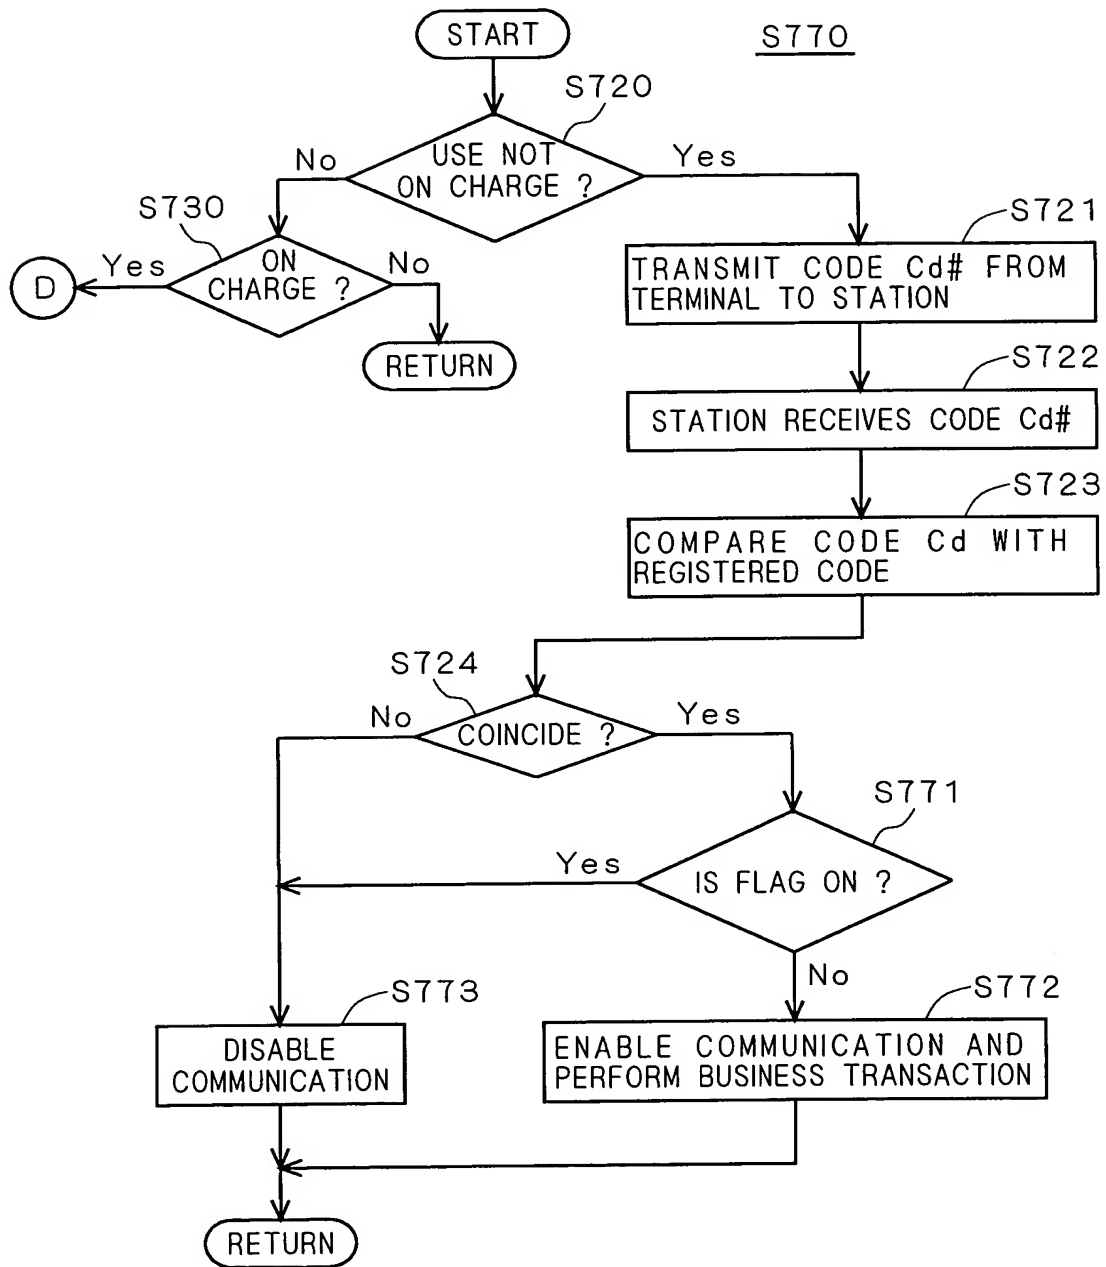 START
S770
S720
USE NOT
ON CHARGE ?
No
Yes
S730
ON
CHARGE ?
Yes
No
D
RETURN
S721
TRANSMIT CODE Cd# FROM
TERMINAL TO STATION
S722
STATION RECEIVES CODE Cd#
S723
COMPARE CODE Cd WITH
REGISTERED CODE
S724
COINCIDE ?
No
Yes
S771
IS FLAG ON ?
Yes
No
S773
DISABLE
COMMUNICATION
S772
ENABLE COMMUNICATION AND
PERFORM BUSINESS TRANSACTION
RETURN